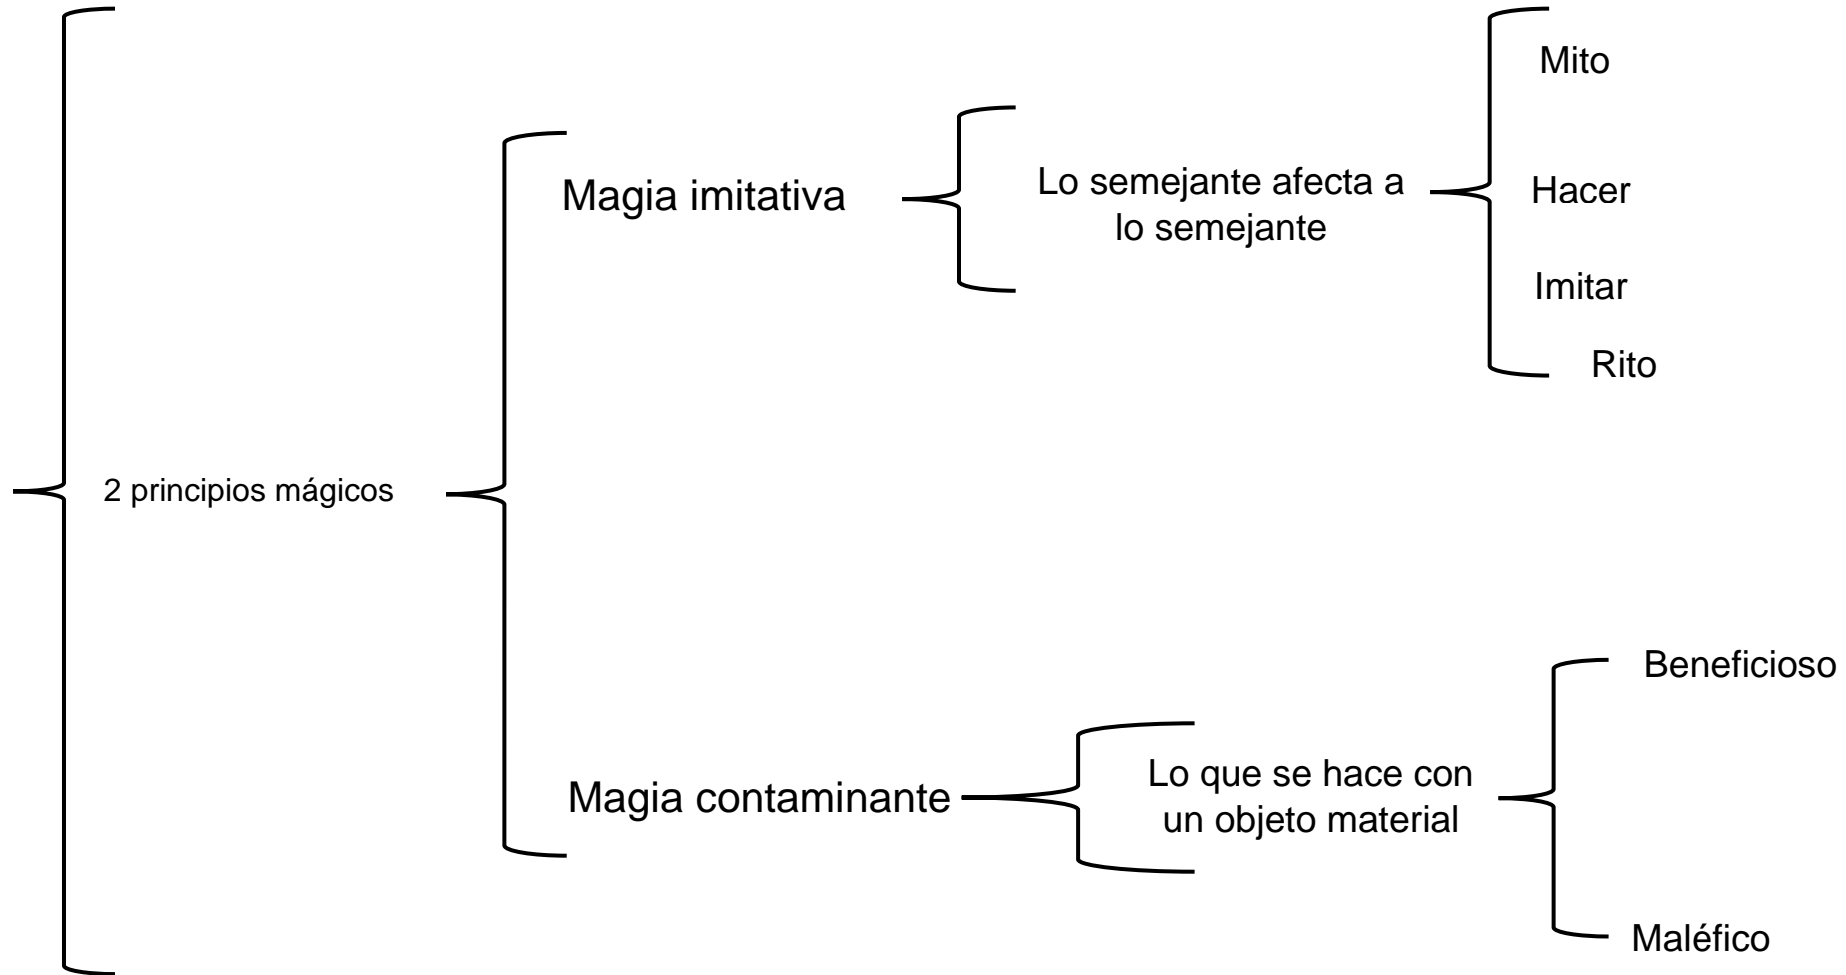 2 principios mágicos
Magia imitativa
Lo semejante afecta a
lo semejante
Mito
Hacer
Imitar
Rito
Magia contaminante
Lo que se hace con
un objeto material
Beneficioso
Maléfico